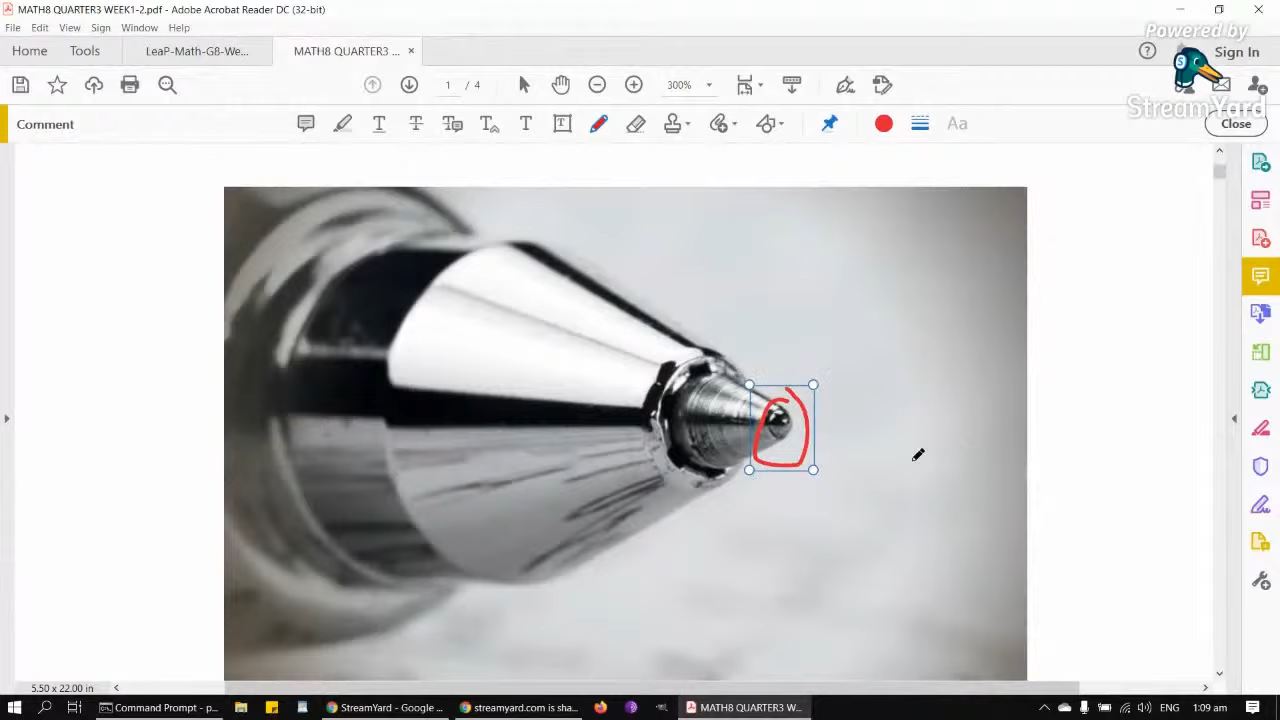 MATH8 QUARTER3 WEEK1-2.pdf - Adobe Acrobat Reader DC (32-bit)
File Edit View Sign Window Help
Powered by
StreamYard
Home Tools LeaP-Math-G8-We... MATH8 QUARTER3 ... × Sign In
1 / 4 300%
Comment Aa Close
5.50 x 22.00 in
Command Prompt - p... StreamYard - Google ... streamyard.com is sha... MATH8 QUARTER3 W... ENG 1:09 am